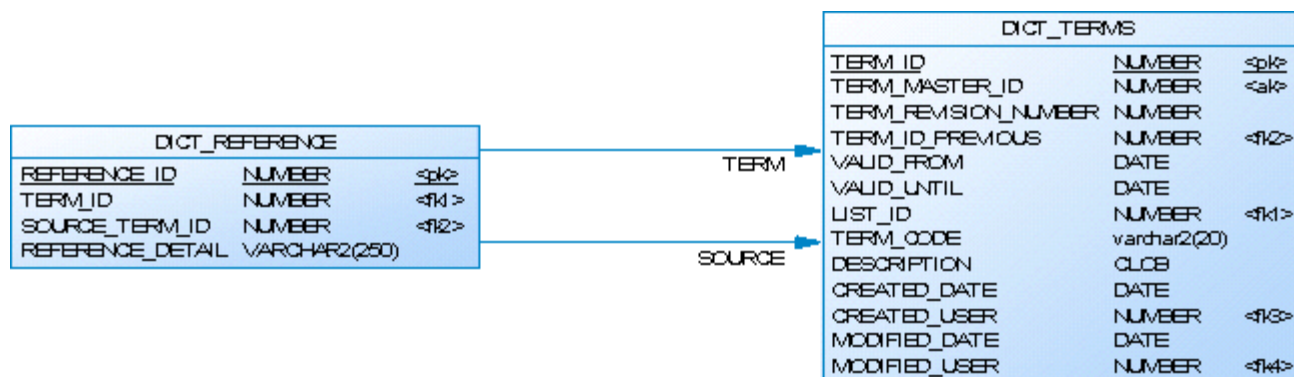 DICT_TERMS
TERM_ID NUMBER <pk>
TERM_MASTER_ID NUMBER <ak>
TERM_REVISION_NUMBER NUMBER
TERM_ID_PREVIOUS NUMBER <fk2>
VALID_FROM DATE
VALID_UNTIL DATE
LIST_ID NUMBER <fk1>
TERM_CODE varchar2(20)
DESCRIPTION CLOB
CREATED_DATE DATE
CREATED_USER NUMBER <fk3>
MODIFIED_DATE DATE
MODIFIED_USER NUMBER <fk4>
DICT_REFERENCE
REFERENCE_ID NUMBER <pk>
TERM_ID NUMBER <fk1>
SOURCE_TERM_ID NUMBER <fk2>
REFERENCE_DETAIL VARCHAR2(250)
TERM
SOURCE